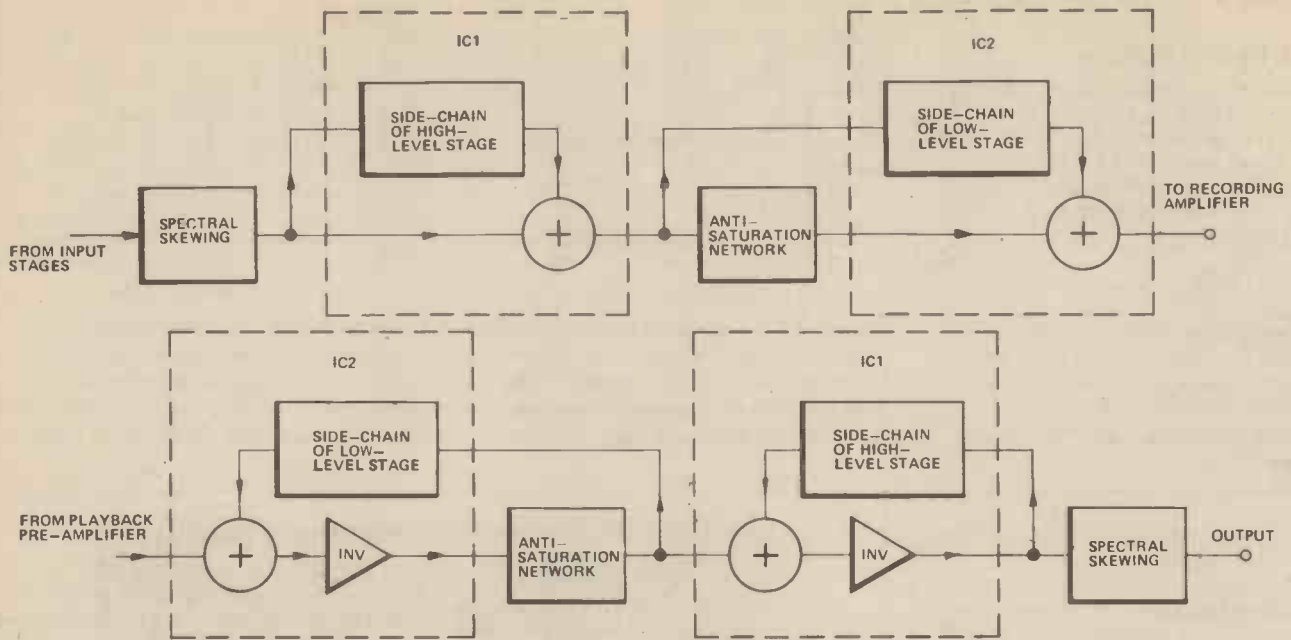 IC1
IC2
SIDE–CHAIN
OF HIGH–
LEVEL STAGE
SIDE–CHAIN
OF LOW–
LEVEL STAGE
SPECTRAL
SKEWING
FROM INPUT
STAGES
+
ANTI–
SATURATION
NETWORK
+
TO RECORDING
AMPLIFIER
IC2
IC1
SIDE–CHAIN
OF LOW–
LEVEL STAGE
SIDE–CHAIN
OF HIGH–
LEVEL STAGE
FROM PLAYBACK
PRE–AMPLIFIER
+
INV
ANTI–
SATURATION
NETWORK
+
INV
SPECTRAL
SKEWING
OUTPUT